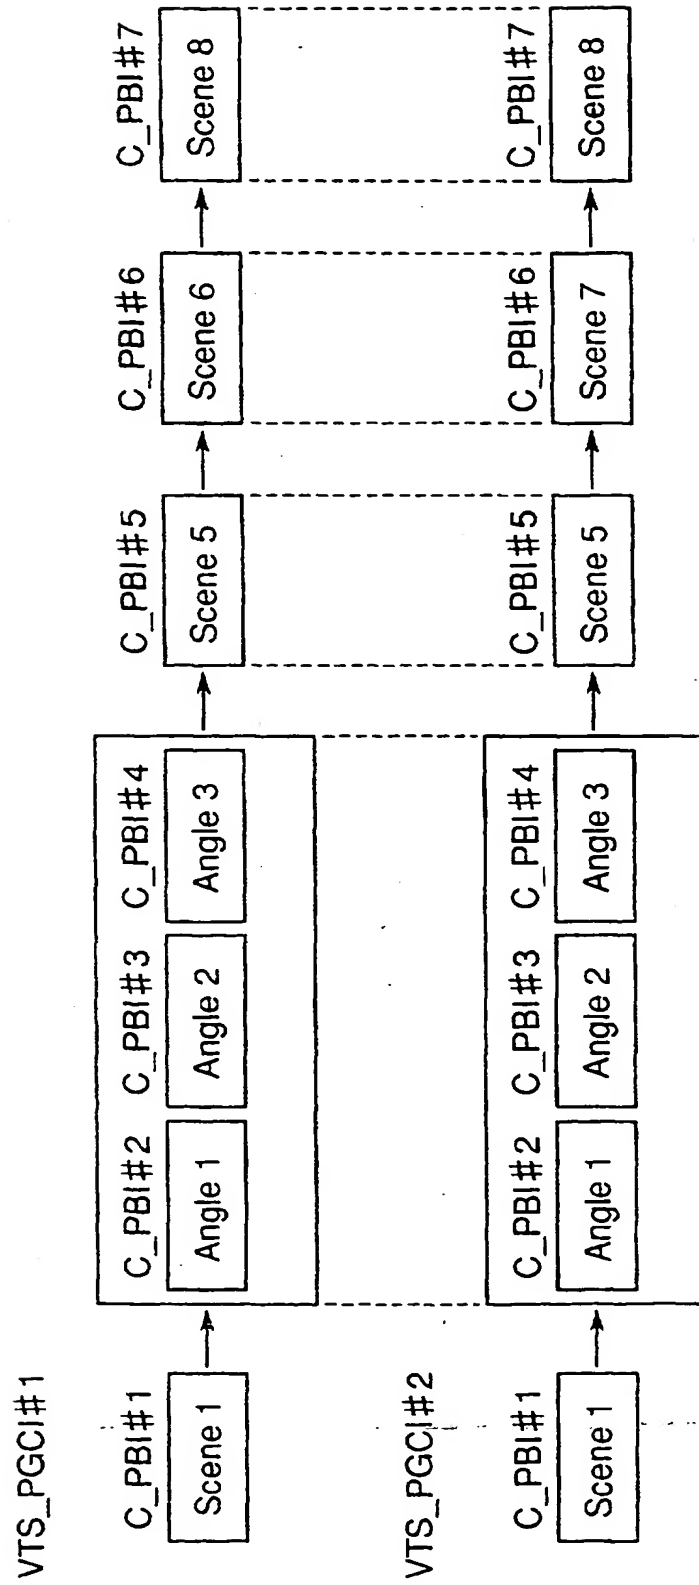 VTS_PGCI#1
C_PBI#1
Scene 1
C_PBI#2
Angle 1
C_PBI#3
Angle 2
C_PBI#4
Angle 3
C_PBI#5
Scene 5
C_PBI#6
Scene 6
C_PBI#7
Scene 8
VTS_PGCI#2
C_PBI#1
Scene 1
C_PBI#2
Angle 1
C_PBI#3
Angle 2
C_PBI#4
Angle 3
C_PBI#5
Scene 5
C_PBI#6
Scene 7
C_PBI#7
Scene 8